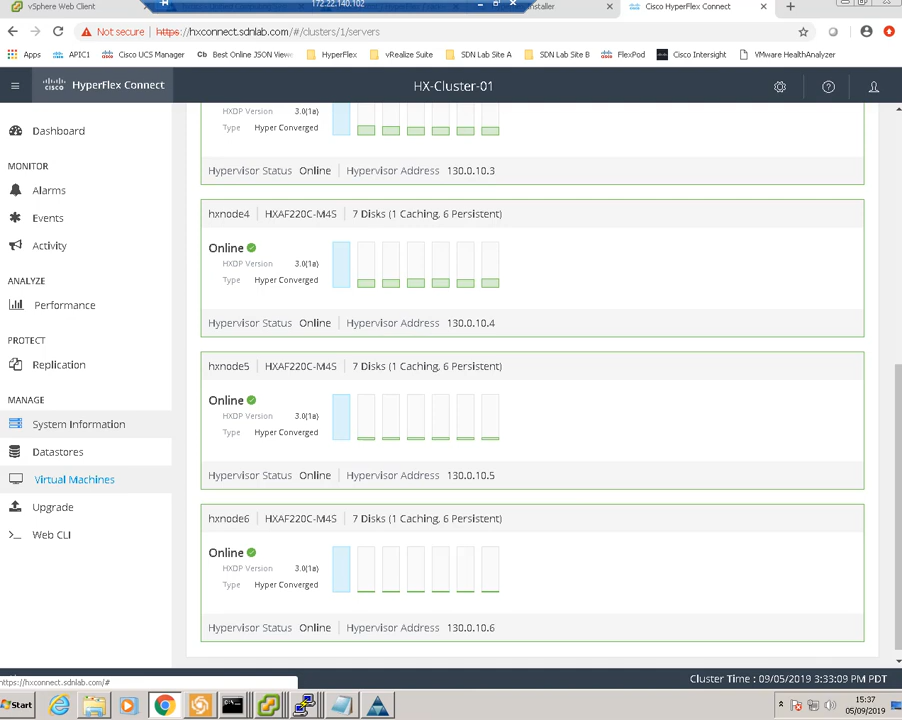 vSphere Web Client
172.22.140.102
nstaller
Cisco HyperFlex Connect
Not secure https://hxconnect.sdnlab.com/#/clusters/1/servers
Apps
APIC1
Cisco UCS Manager
Cb Best Online JSON View
HyperFlex
vRealize Suite
SDN Lab Site A
SDN Lab Site B
FlexPod
Cisco Intersight
VMware HealthAnalyzer
cisco HyperFlex Connect
HX-Cluster-01
Dashboard
MONITOR
Alarms
Events
Activity
ANALYZE
Performance
PROTECT
Replication
MANAGE
System Information
Datastores
Virtual Machines
Upgrade
Web CLI
HXDP Version 3.0(1a)
Type Hyper Converged
Hypervisor Status Online Hypervisor Address 130.0.10.3
hxnode4 HXAF220C-M4S 7 Disks (1 Caching, 6 Persistent)
Online
HXDP Version 3.0(1a)
Type Hyper Converged
Hypervisor Status Online Hypervisor Address 130.0.10.4
hxnode5 HXAF220C-M4S 7 Disks (1 Caching, 6 Persistent)
Online
HXDP Version 3.0(1a)
Type Hyper Converged
Hypervisor Status Online Hypervisor Address 130.0.10.5
hxnode6 HXAF220C-M4S 7 Disks (1 Caching, 6 Persistent)
Online
HXDP Version 3.0(1a)
Type Hyper Converged
Hypervisor Status Online Hypervisor Address 130.0.10.6
https://hxconnect.sdnlab.com/#
Cluster Time : 09/05/2019 3:33:09 PM PDT
Start
15:37
05/09/2019